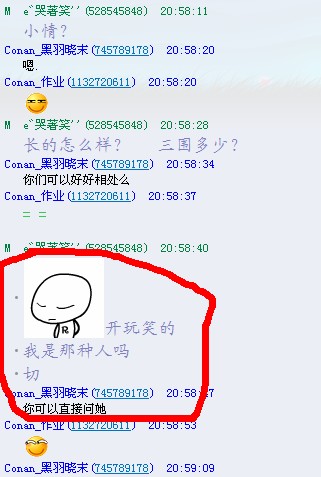 M e`哭著笑''(528545848) 20:58:11
小情?
Conan_黑羽晓末(745789178) 20:58:20
嗯.
Conan_作业(1132720611) 20:58:20
M e`哭著笑''(528545848) 20:58:28
长的怎么样? 三国多少?
Conan_黑羽晓末(745789178) 20:58:34
你们可以好好相处么
Conan_作业(1132720611) 20:58:37
= =
M e`哭著笑''(528545848) 20:58:40
R
开玩笑的
我是那种人吗
切
Conan_黑羽晓末(745789178) 20:58:47
你可以直接问她
Conan_作业(1132720611) 20:58:53
Conan_黑羽晓末(745789178) 20:59:09